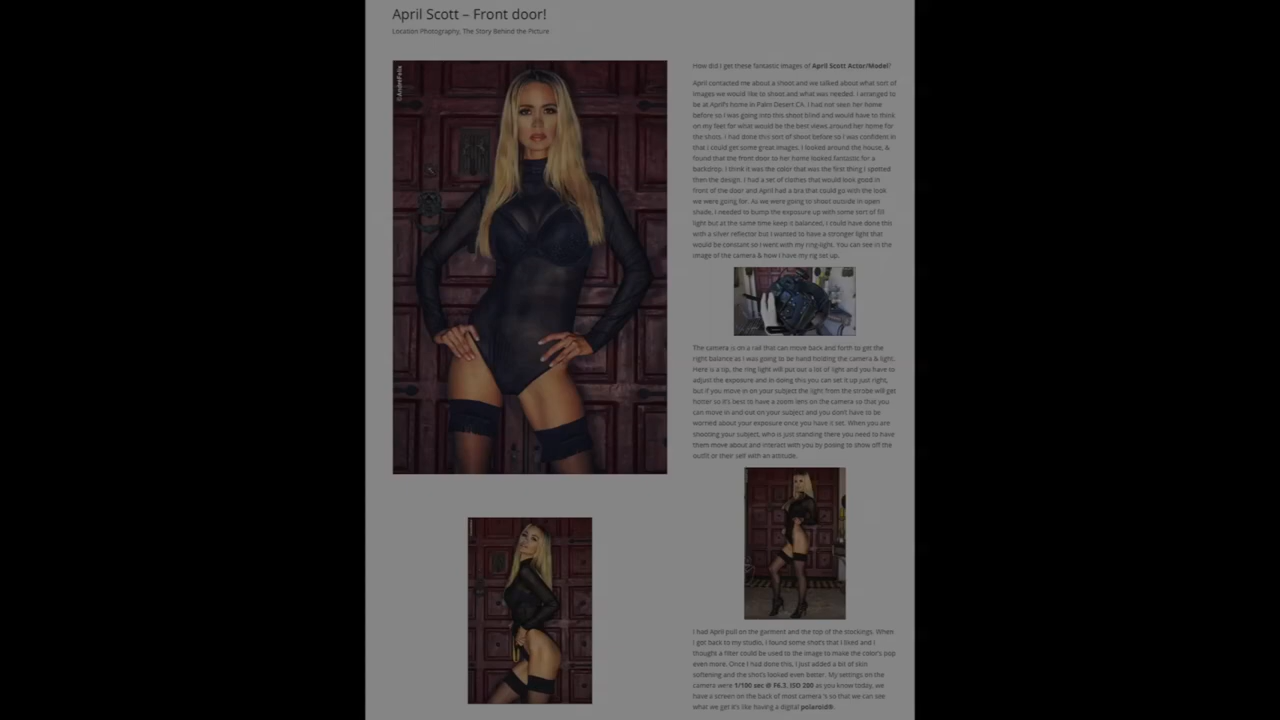 April Scott – Front door!
Location Photography, The Story Behind the Picture
©AndreFelix
How did I get these fantastic images of April Scott Actor/Model?
April contacted me about a shoot and we talked about what sort of
images we would like to shoot and what was needed. I arranged to
be at April's home in Palm Desert CA. I had not seen her home
before so I was going into this shoot blind and would have to think
on my feet for what would be the best views around her home for
the shots. I had done this sort of shoot before so I was confident in
that I could get some great images. I looked around the house, &
found that the front door to her home looked fantastic for a
backdrop. I think it was the color that was the first thing I spotted
then the design. I had a set of clothes that would look good in
front of the door and April had a bra that could go with the look
we were going for. As we were going to shoot outside in open
shade, I needed to bump the exposure up with some sort of fill
light but at the same time keep it balanced, I could have done this
with a silver reflector but I wanted to have a stronger light that
would be constant so I went with my ring-light. You can see in the
image of the camera & how I have my rig set up.
The camera is on a rail that can move back and forth to get the
right balance as I was going to be hand holding the camera & light.
Here is a tip, the ring light will put out a lot of light and you have to
adjust the exposure and in doing this you can set it up just right,
but if you move in on your subject the light from the strobe will get
hotter so it's best to have a zoom lens on the camera so that you
can move in and out on your subject and you don't have to be
worried about your exposure once you have it set. When you are
shooting your subject, who is just standing there you need to have
them move about and interact with you by posing to show off the
outfit or their self with an attitude.
I had April pull on the garment and the top of the stockings. When
I got back to my studio, I found some shot's that I liked and I
thought a filter could be used to the image to make the color's pop
even more. Once I had done this, I just added a bit of skin
softening and the shot's looked even better. My settings on the
camera were 1/100 sec @ F6.3, ISO 200 as you know today, we
have a screen on the back of most camera 's so that we can see
what we get it's like having a digital polaroid®.